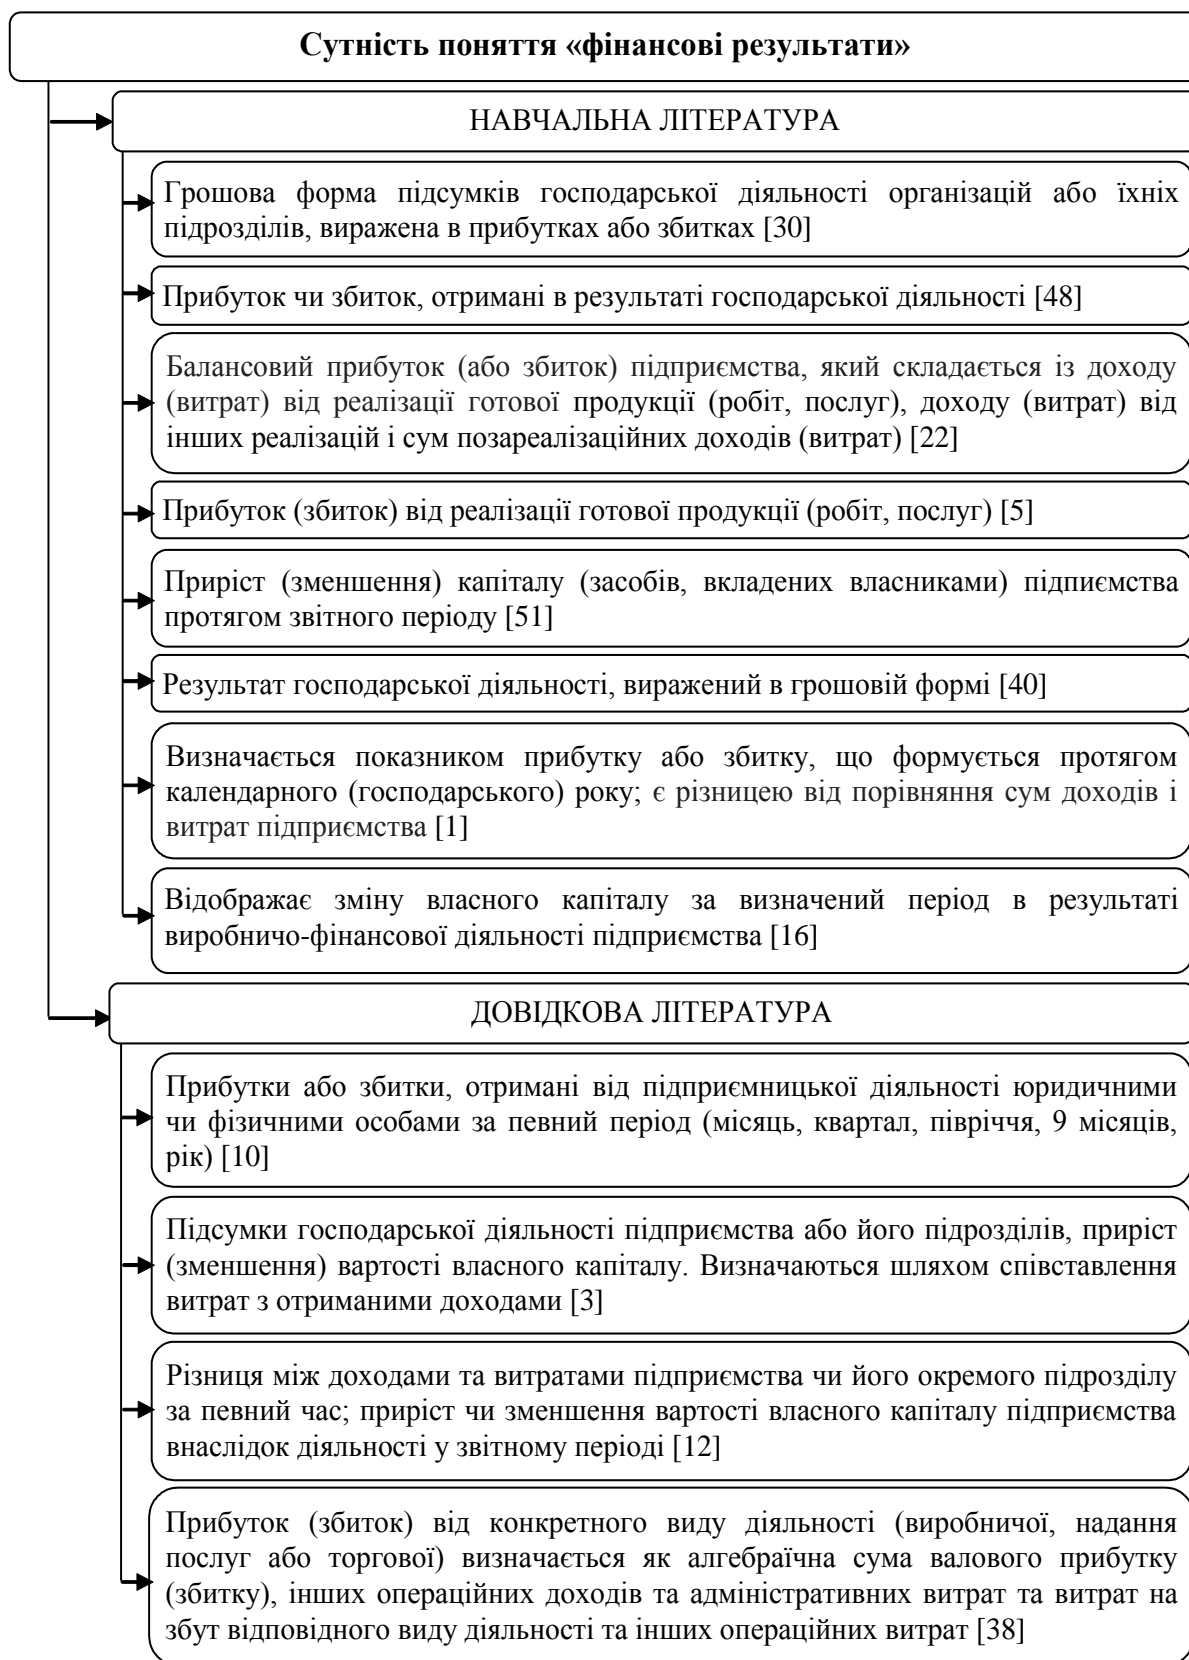 Сутність поняття «фінансові результати»
НАВЧАЛЬНА ЛІТЕРАТУРА
Грошова форма підсумків господарської діяльності організацій або їхніх
підрозділів, виражена в прибутках або збитках [30]
Прибуток чи збиток, отримані в результаті господарської діяльності [48]
Балансовий прибуток (або збиток) підприємства, який складається із доходу
(витрат) від реалізації готової продукції (робіт, послуг), доходу (витрат) від
інших реалізацій і сум позареалізаційних доходів (витрат) [22]
Прибуток (збиток) від реалізації готової продукції (робіт, послуг) [5]
Приріст (зменшення) капіталу (засобів, вкладених власниками) підпиємства
протягом звітного періоду [51]
Результат господарської діяльності, виражений в грошовій формі [40]
Визначається показником прибутку або збитку, що формується протягом
календарного (господарського) року; є різницею від порівняння сум доходів і
витрат підприємства [1]
Відображає зміну власного капіталу за визначений період в результаті
виробничо-фінансової діяльності підприємства [16]
ДОВІДКОВА ЛІТЕРАТУРА
Прибутки або збитки, отримані від підприємницької діяльності юридичними
чи фізичними особами за певний період (місяць, квартал, півріччя, 9 місяців,
рік) [10]
Підсумки господарської діяльності підприємства або його підрозділів, приріст
(зменшення) вартості власного капіталу. Визначаються шляхом співставлення
витрат з отриманими доходами [3]
Різниця між доходами та витратами підприємства чи його окремого підрозділу
за певний час; приріст чи зменшення вартості власного капіталу підприємства
внаслідок діяльності у звітному періоді [12]
Прибуток (збиток) від конкретного виду діяльності (виробничої, надання
послуг або торгової) визначається як алгебраїчна сума валового прибутку
(збитку), інших операційних доходів та адміністративних витрат та витрат на
збут відповідного виду діяльності та інших операційних витрат [38]